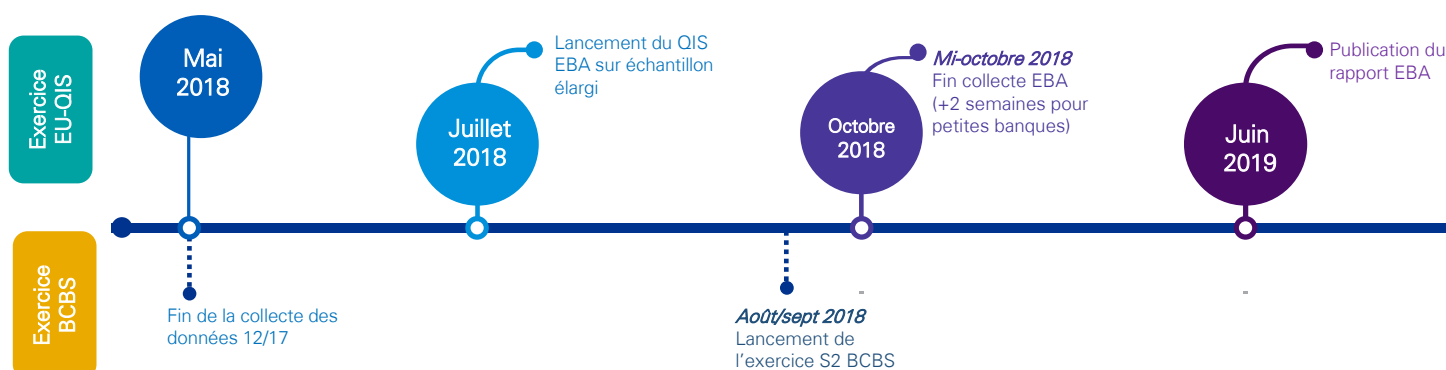 Exercice
EU-QIS
Mai
2018
Juillet
2018
Lancement du QIS
EBA sur échantillon
élargi
Octobre
2018
Mi-octobre 2018
Fin collecte EBA
(+2 semaines pour
petites banques)
Juin
2019
Publication du
rapport EBA
Exercice
BCBS
Fin de la collecte des
données 12/17
Août/sept 2018
Lancement de
l’exercice S2 BCBS
-
-